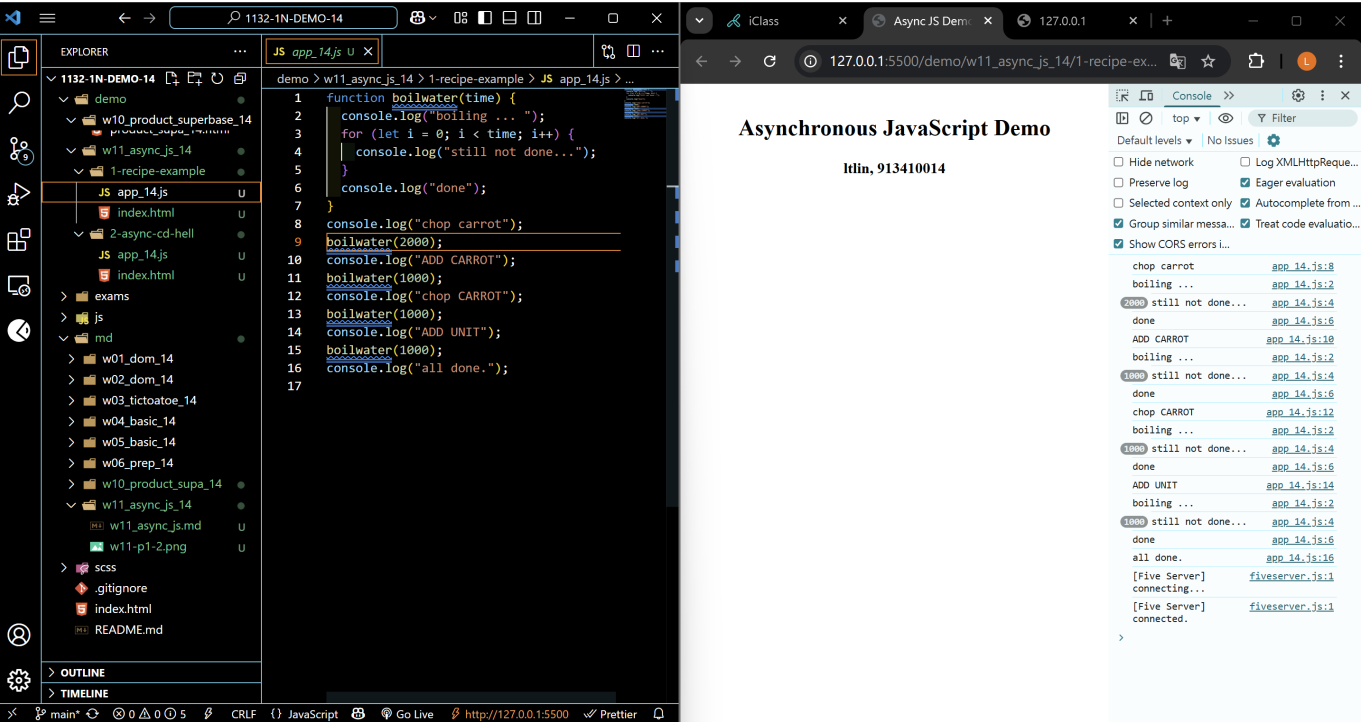 1132-1N-DEMO-14
EXPLORER
1132-1N-DEMO-14
demo
w10_product_superbase_14
product_supa_14.html
w11_async_js_14
1-recipe-example
JS app_14.js U
index.html U
2-async-cd-hell
JS app_14.js U
index.html U
exams
js
md
w01_dom_14
w02_dom_14
w03_tictoatoe_14
w04_basic_14
w05_basic_14
w06_prep_14
w10_product_supa_14
w11_async_js_14
w11_async_js.md U
w11-p1-2.png U
scss
.gitignore
index.html
README.md
OUTLINE
TIMELINE
9
JS app_14.js U
demo > w11_async_js_14 > 1-recipe-example > JS app_14.js > ...
1 function boilwater(time) {
2 console.log("boiling ... ");
3 for (let i = 0; i < time; i++) {
4 console.log("still not done...");
5 }
6 console.log("done");
7 }
8 console.log("chop carrot");
9 boilwater(2000);
10 console.log("ADD CARROT");
11 boilwater(1000);
12 console.log("chop CARROT");
13 boilwater(1000);
14 console.log("ADD UNIT");
15 boilwater(1000);
16 console.log("all done.");
17
main* 0 0 5 CRLF {} JavaScript Go Live http://127.0.0.1:5500 Prettier
iClass Async JS Dem 127.0.0.1
127.0.0.1:5500/demo/w11_async_js_14/1-recipe-ex... L
Asynchronous JavaScript Demo
ltlin, 913410014
Console
top Filter
Default levels No Issues
Hide network Log XMLHttpReque...
Preserve log Eager evaluation
Selected context only Autocomplete from ...
Group similar messa... Treat code evaluatio...
Show CORS errors i...
chop carrot app_14.js:8
boiling ... app_14.js:2
2000 still not done... app_14.js:4
done app_14.js:6
ADD CARROT app_14.js:10
boiling ... app_14.js:2
1000 still not done... app_14.js:4
done app_14.js:6
chop CARROT app_14.js:12
boiling ... app_14.js:2
1000 still not done... app_14.js:4
done app_14.js:6
ADD UNIT app_14.js:14
boiling ... app_14.js:2
1000 still not done... app_14.js:4
done app_14.js:6
all done. app_14.js:16
[Five Server] fiveserver.js:1
connecting...
[Five Server] fiveserver.js:1
connected.